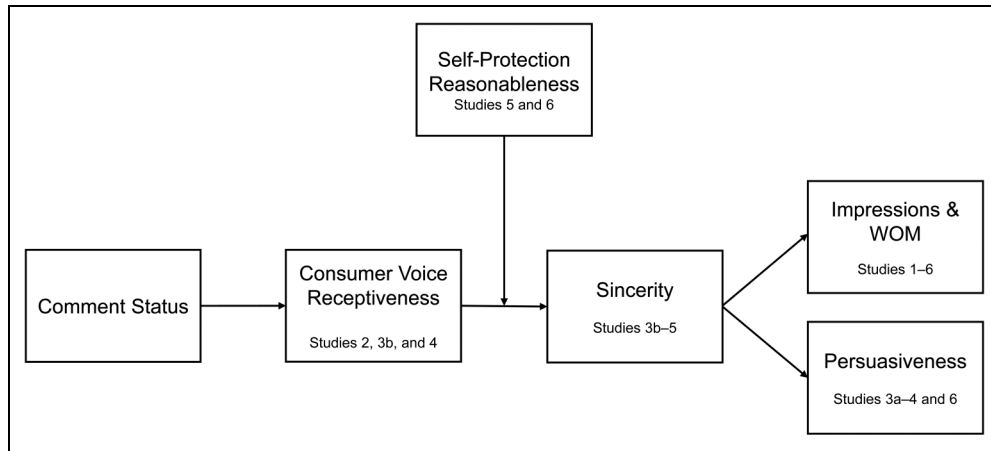 Self-Protection
Reasonableness
Studies 5 and 6
Comment Status
Consumer Voice
Receptiveness
Studies 2, 3b, and 4
Sincerity
Studies 3b–5
Impressions &
WOM
Studies 1–6
Persuasiveness
Studies 3a–4 and 6